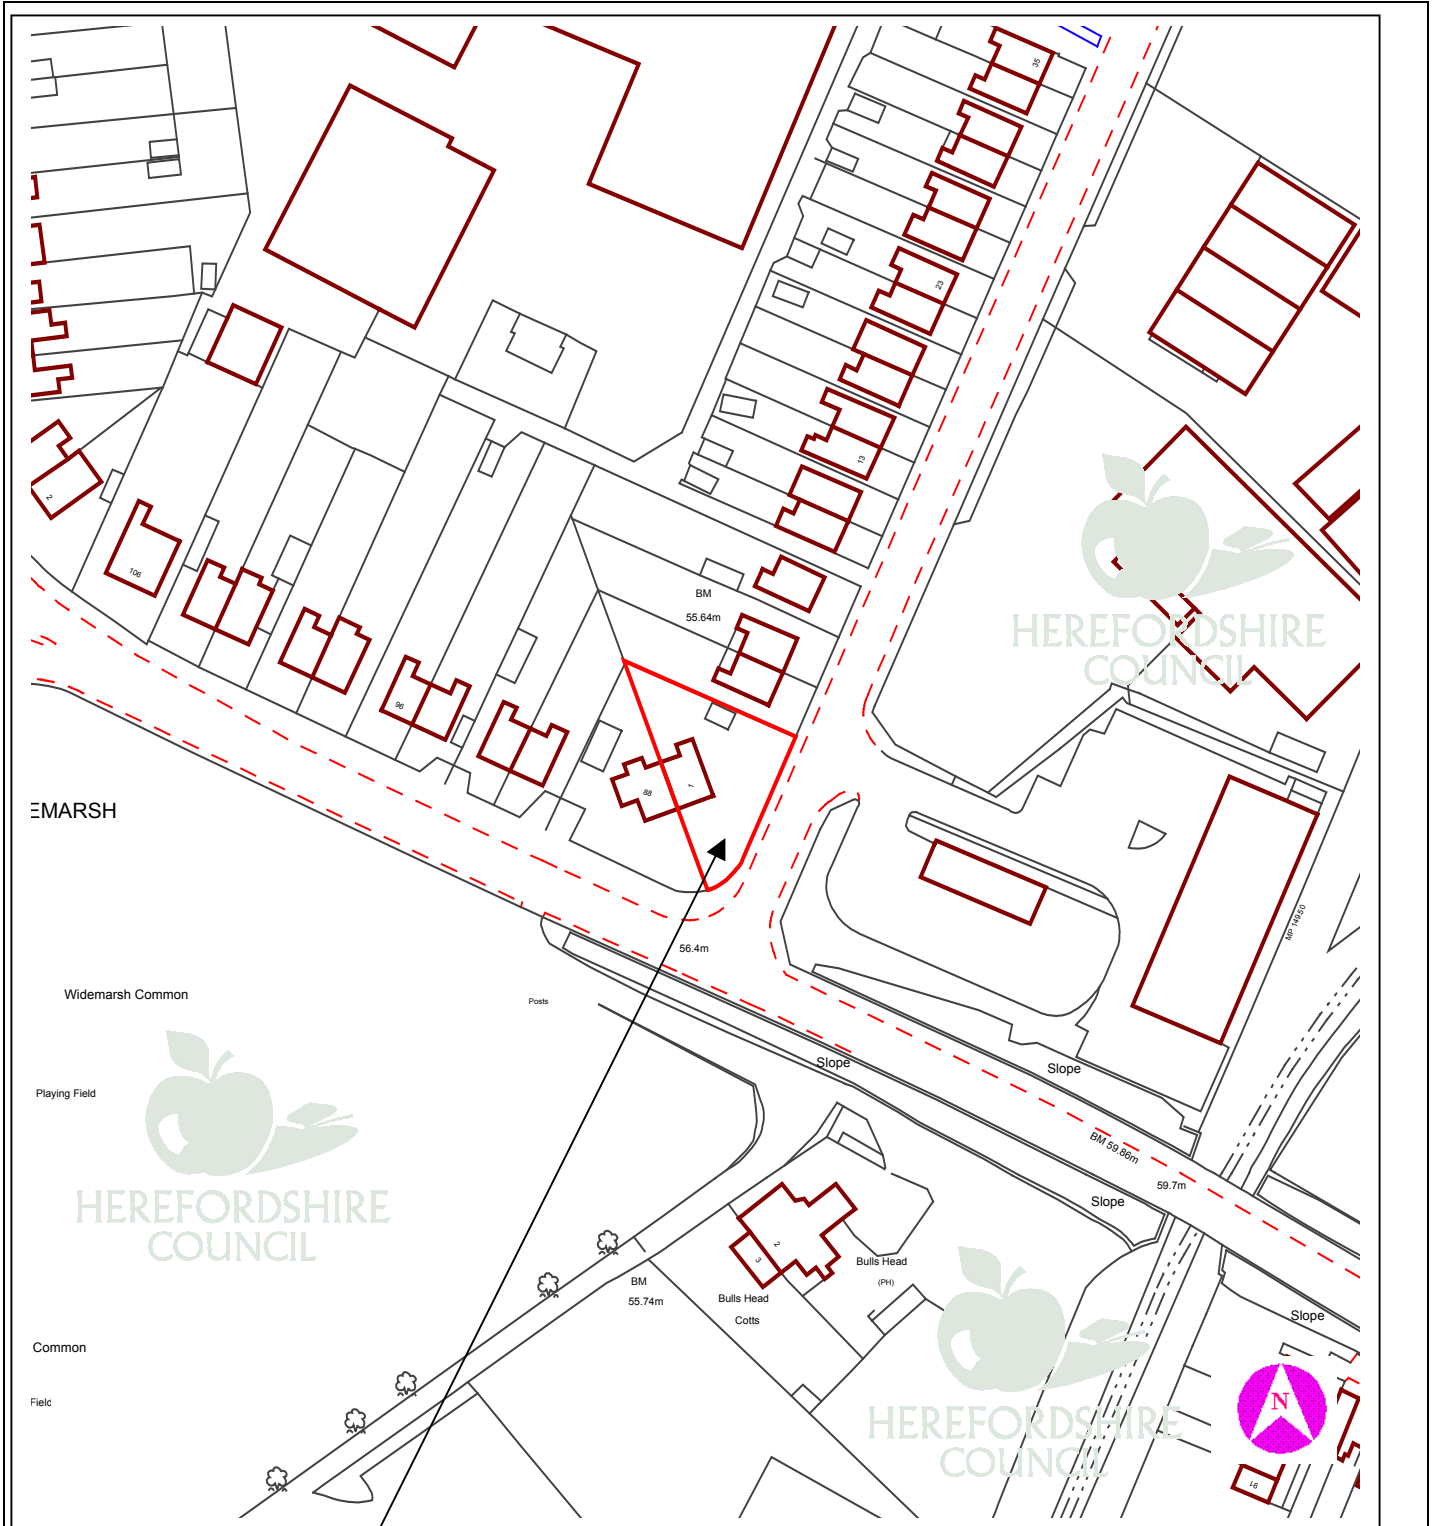 35
23
13
2
106
96
88
1
BM
55.64m
HEREFORDSHIRE
COUNCIL
EMARSH
56.4m
MP 149.50
Widemarsh Common
Posts
Slope
Slope
Playing Field
BM 59.86m
59.7m
Slope
HEREFORDSHIRE
COUNCIL
2
3
Bulls Head
(PH)
BM
55.74m
Bulls Head
Cotts
Slope
Common
Field
N
HEREFORDSHIRE
COUNCIL
91